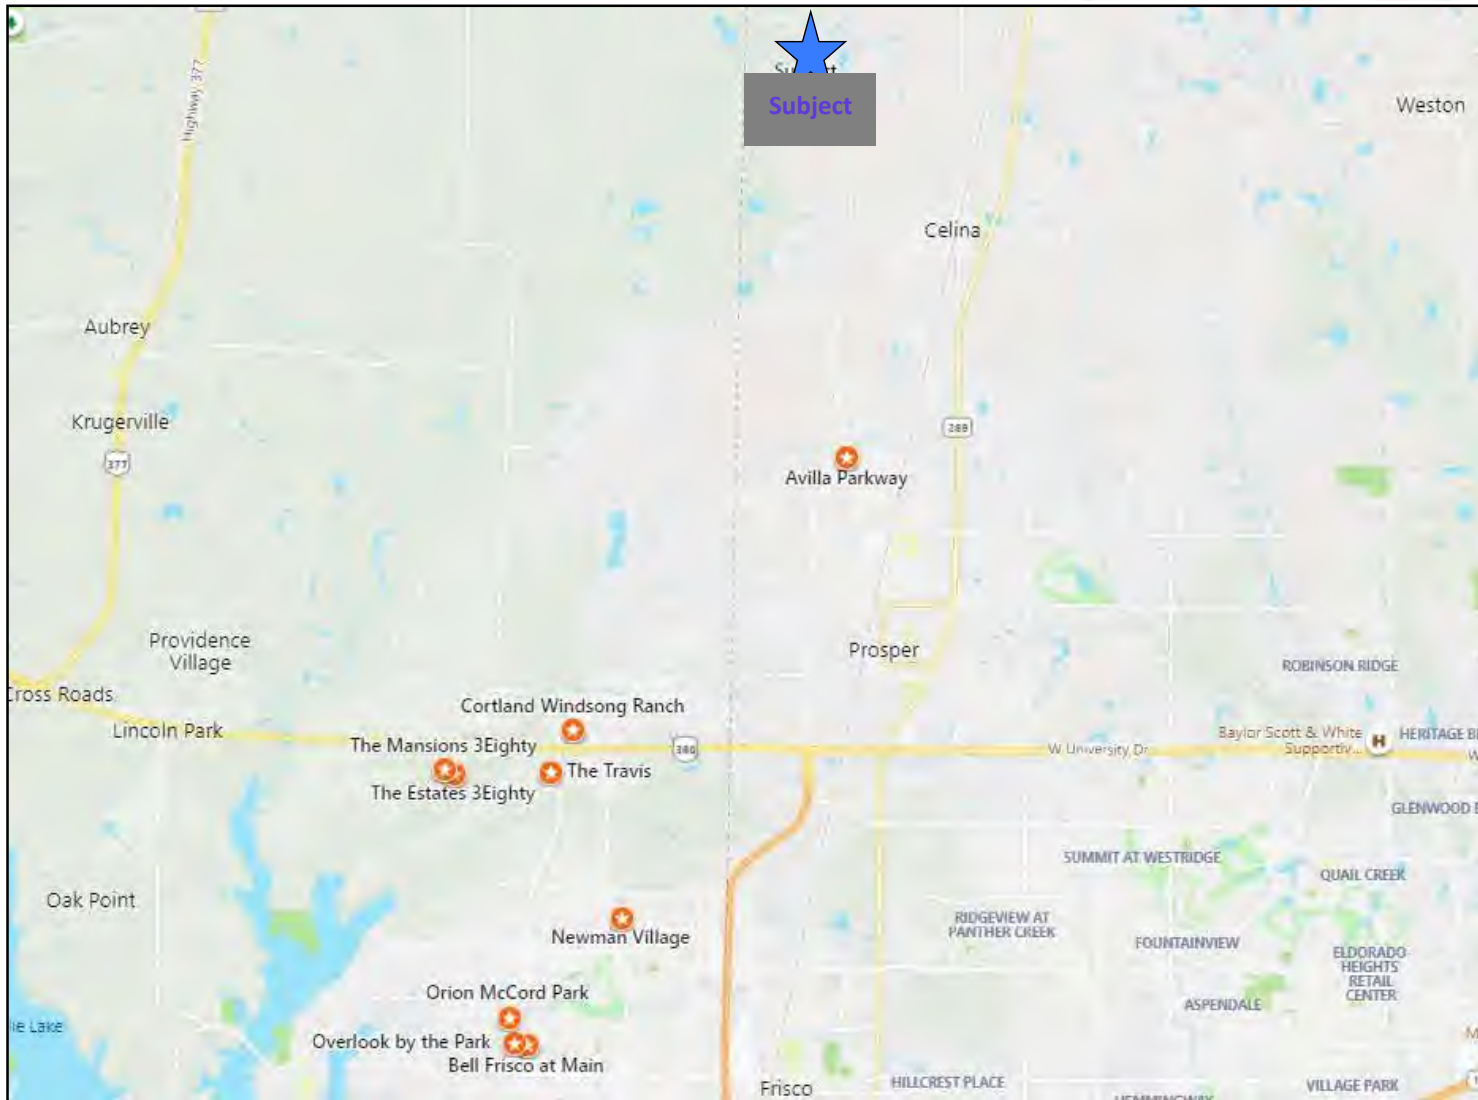 Subject
Weston
Highway 377
Celina
Aubrey
Krugerville
377
289
Avilla Parkway
Providence
Village
Prosper
ROBINSON RIDGE
Cross Roads
Lincoln Park
Cortland Windsong Ranch
The Mansions 3Eighty
380
W University Dr
Baylor Scott & White
Supportiv...
H
HERITAGE
The Travis
The Estates 3Eighty
GLENWOOD
SUMMIT AT WESTRIDGE
QUAIL CREEK
Oak Point
RIDGEVIEW AT
PANTHER CREEK
Newman Village
FOUNTAINVIEW
ELDORADO
HEIGHTS
RETAIL
CENTER
Orion McCord Park
ASPENDALE
Lake
Overlook by the Park
Bell Frisco at Main
Frisco
HILLCREST PLACE
VILLAGE PARK